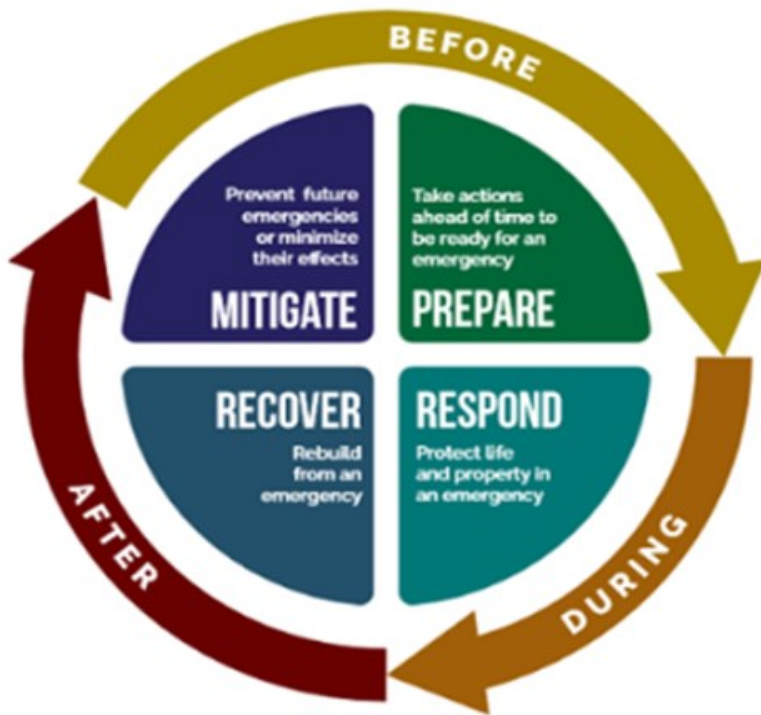 BEFORE
Prevent future
emergencies
or minimize
their effects
MITIGATE
Take actions
ahead of time to
be ready for an
emergency
PREPARE
RECOVER
Rebuild
from an
emergency
RESPOND
Protect life
and property in
an emergency
AFTER
DURING